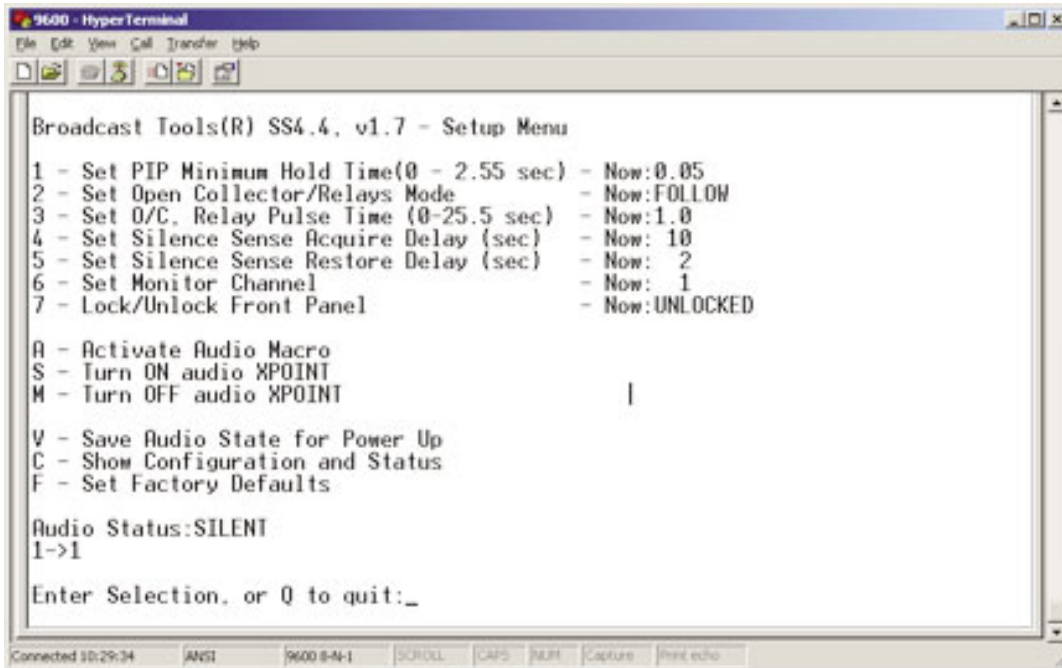 9600 - HyperTerminal
File Edit View Call Transfer Help
Broadcast Tools(R) SS4.4, v1.7 - Setup Menu
1 - Set PIP Minimum Hold Time(0 - 2.55 sec) - Now:0.05
2 - Set Open Collector/Relays Mode - Now:FOLLOW
3 - Set O/C, Relay Pulse Time (0-25.5 sec) - Now:1.0
4 - Set Silence Sense Acquire Delay (sec) - Now: 10
5 - Set Silence Sense Restore Delay (sec) - Now: 2
6 - Set Monitor Channel - Now: 1
7 - Lock/Unlock Front Panel - Now:UNLOCKED
A - Activate Audio Macro
S - Turn ON audio XPOINT
M - Turn OFF audio XPOINT
V - Save Audio State for Power Up
C - Show Configuration and Status
F - Set Factory Defaults
Audio Status:SILENT
1->1
Enter Selection, or Q to quit:_
Connected 10:29:34 ANSI 9600 8-N-1 SCROLL CAPS NUM Capture Print echo